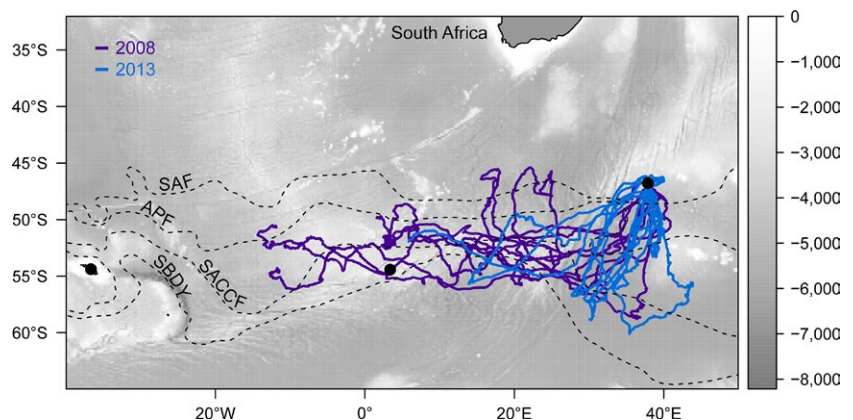 South Africa
2008
2013
SAF
APF
SACCF
SBDY
35°S
40°S
45°S
50°S
55°S
60°S
20°W
0°
20°E
40°E
0
−1,000
−2,000
−3,000
−4,000
−5,000
−6,000
−7,000
−8,000